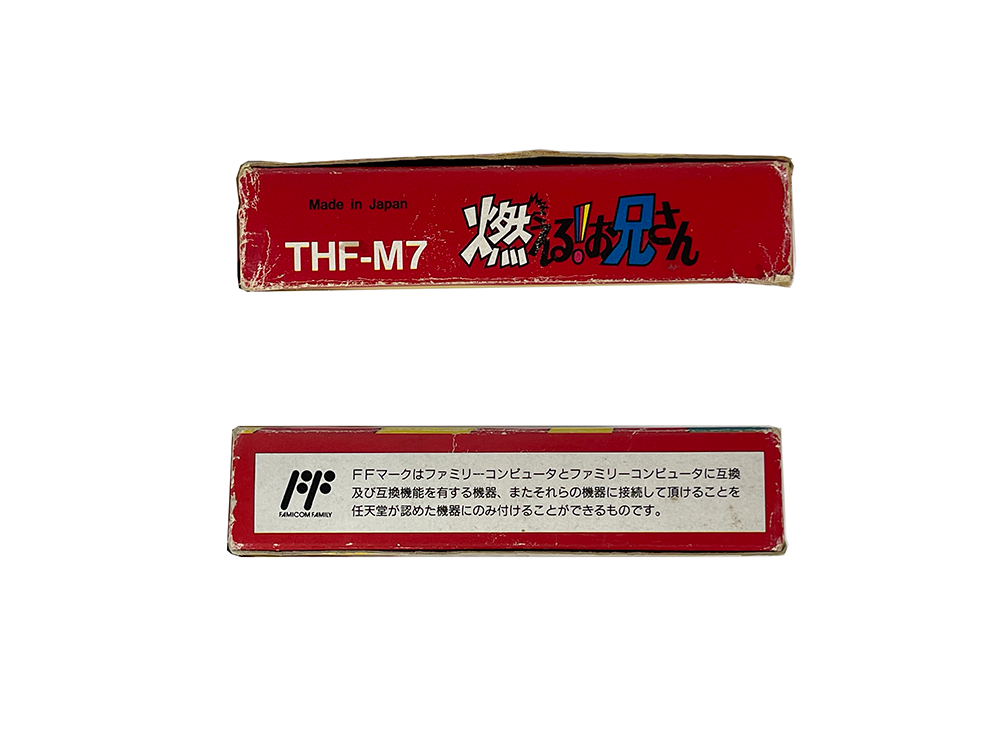 Made in Japan
THF-M7
燃える!!お兄さん
FFマークはファミリーコンピュータとファミリーコンピュータに互換
及び互換機能を有する機器、またそれらの機器に接続して頂けることを
任天堂が認めた機器にのみ付けることができるものです。
FF
FAMICOM FAMILY